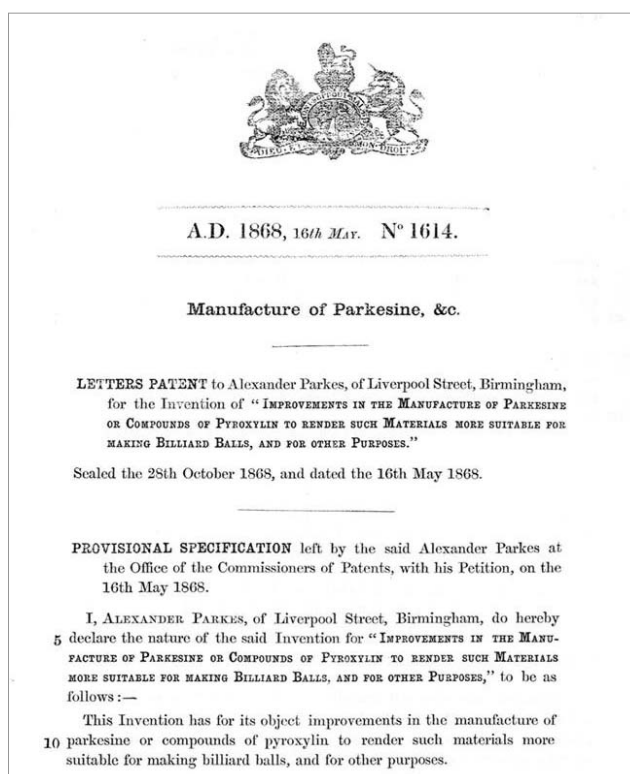 DIEU ET MON DROIT
A.D. 1868, 16th May. No 1614.
Manufacture of Parkesine, &c.
LETTERS PATENT to Alexander Parkes, of Liverpool Street, Birmingham,
for the Invention of “ Improvements in the Manufacture of Parkesine
or Compounds of Pyroxylin to render such Materials more suitable for
making Billiard Balls, and for other Purposes.”
Sealed the 28th October 1868, and dated the 16th May 1868.
PROVISIONAL SPECIFICATION left by the said Alexander Parkes at
the Office of the Commissioners of Patents, with his Petition, on the
16th May 1868.
I, Alexander Parkes, of Liverpool Street, Birmingham, do hereby
5 declare the nature of the said Invention for “ Improvements in the Manu-
facture of Parkesine or Compounds of Pyroxylin to render such Materials
more suitable for making Billiard Balls, and for other Purposes,” to be as
follows :—
This Invention has for its object improvements in the manufacture of
10 parkesine or compounds of pyroxylin to render such materials more
suitable for making billiard balls, and for other purposes.